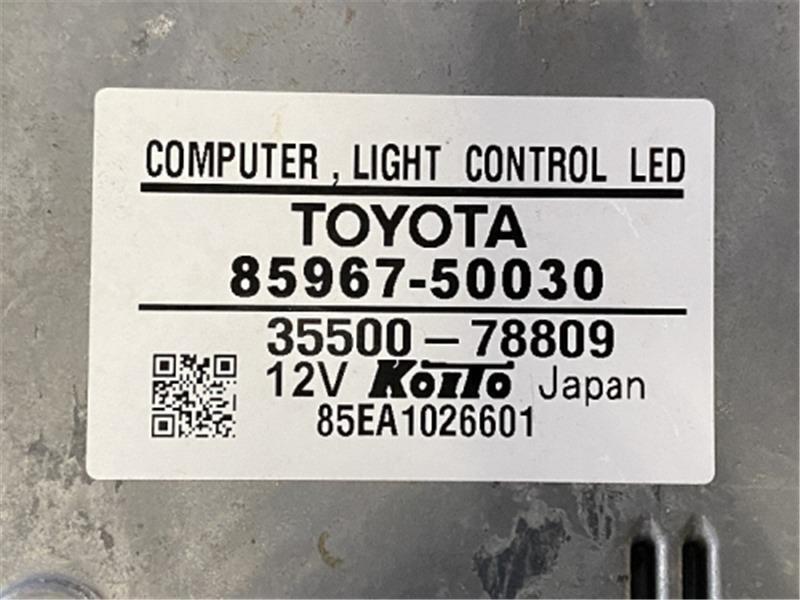 COMPUTER , LIGHT CONTROL LED
TOYOTA
85967-50030
35500-78809
12V KOITO Japan
85EA1026601